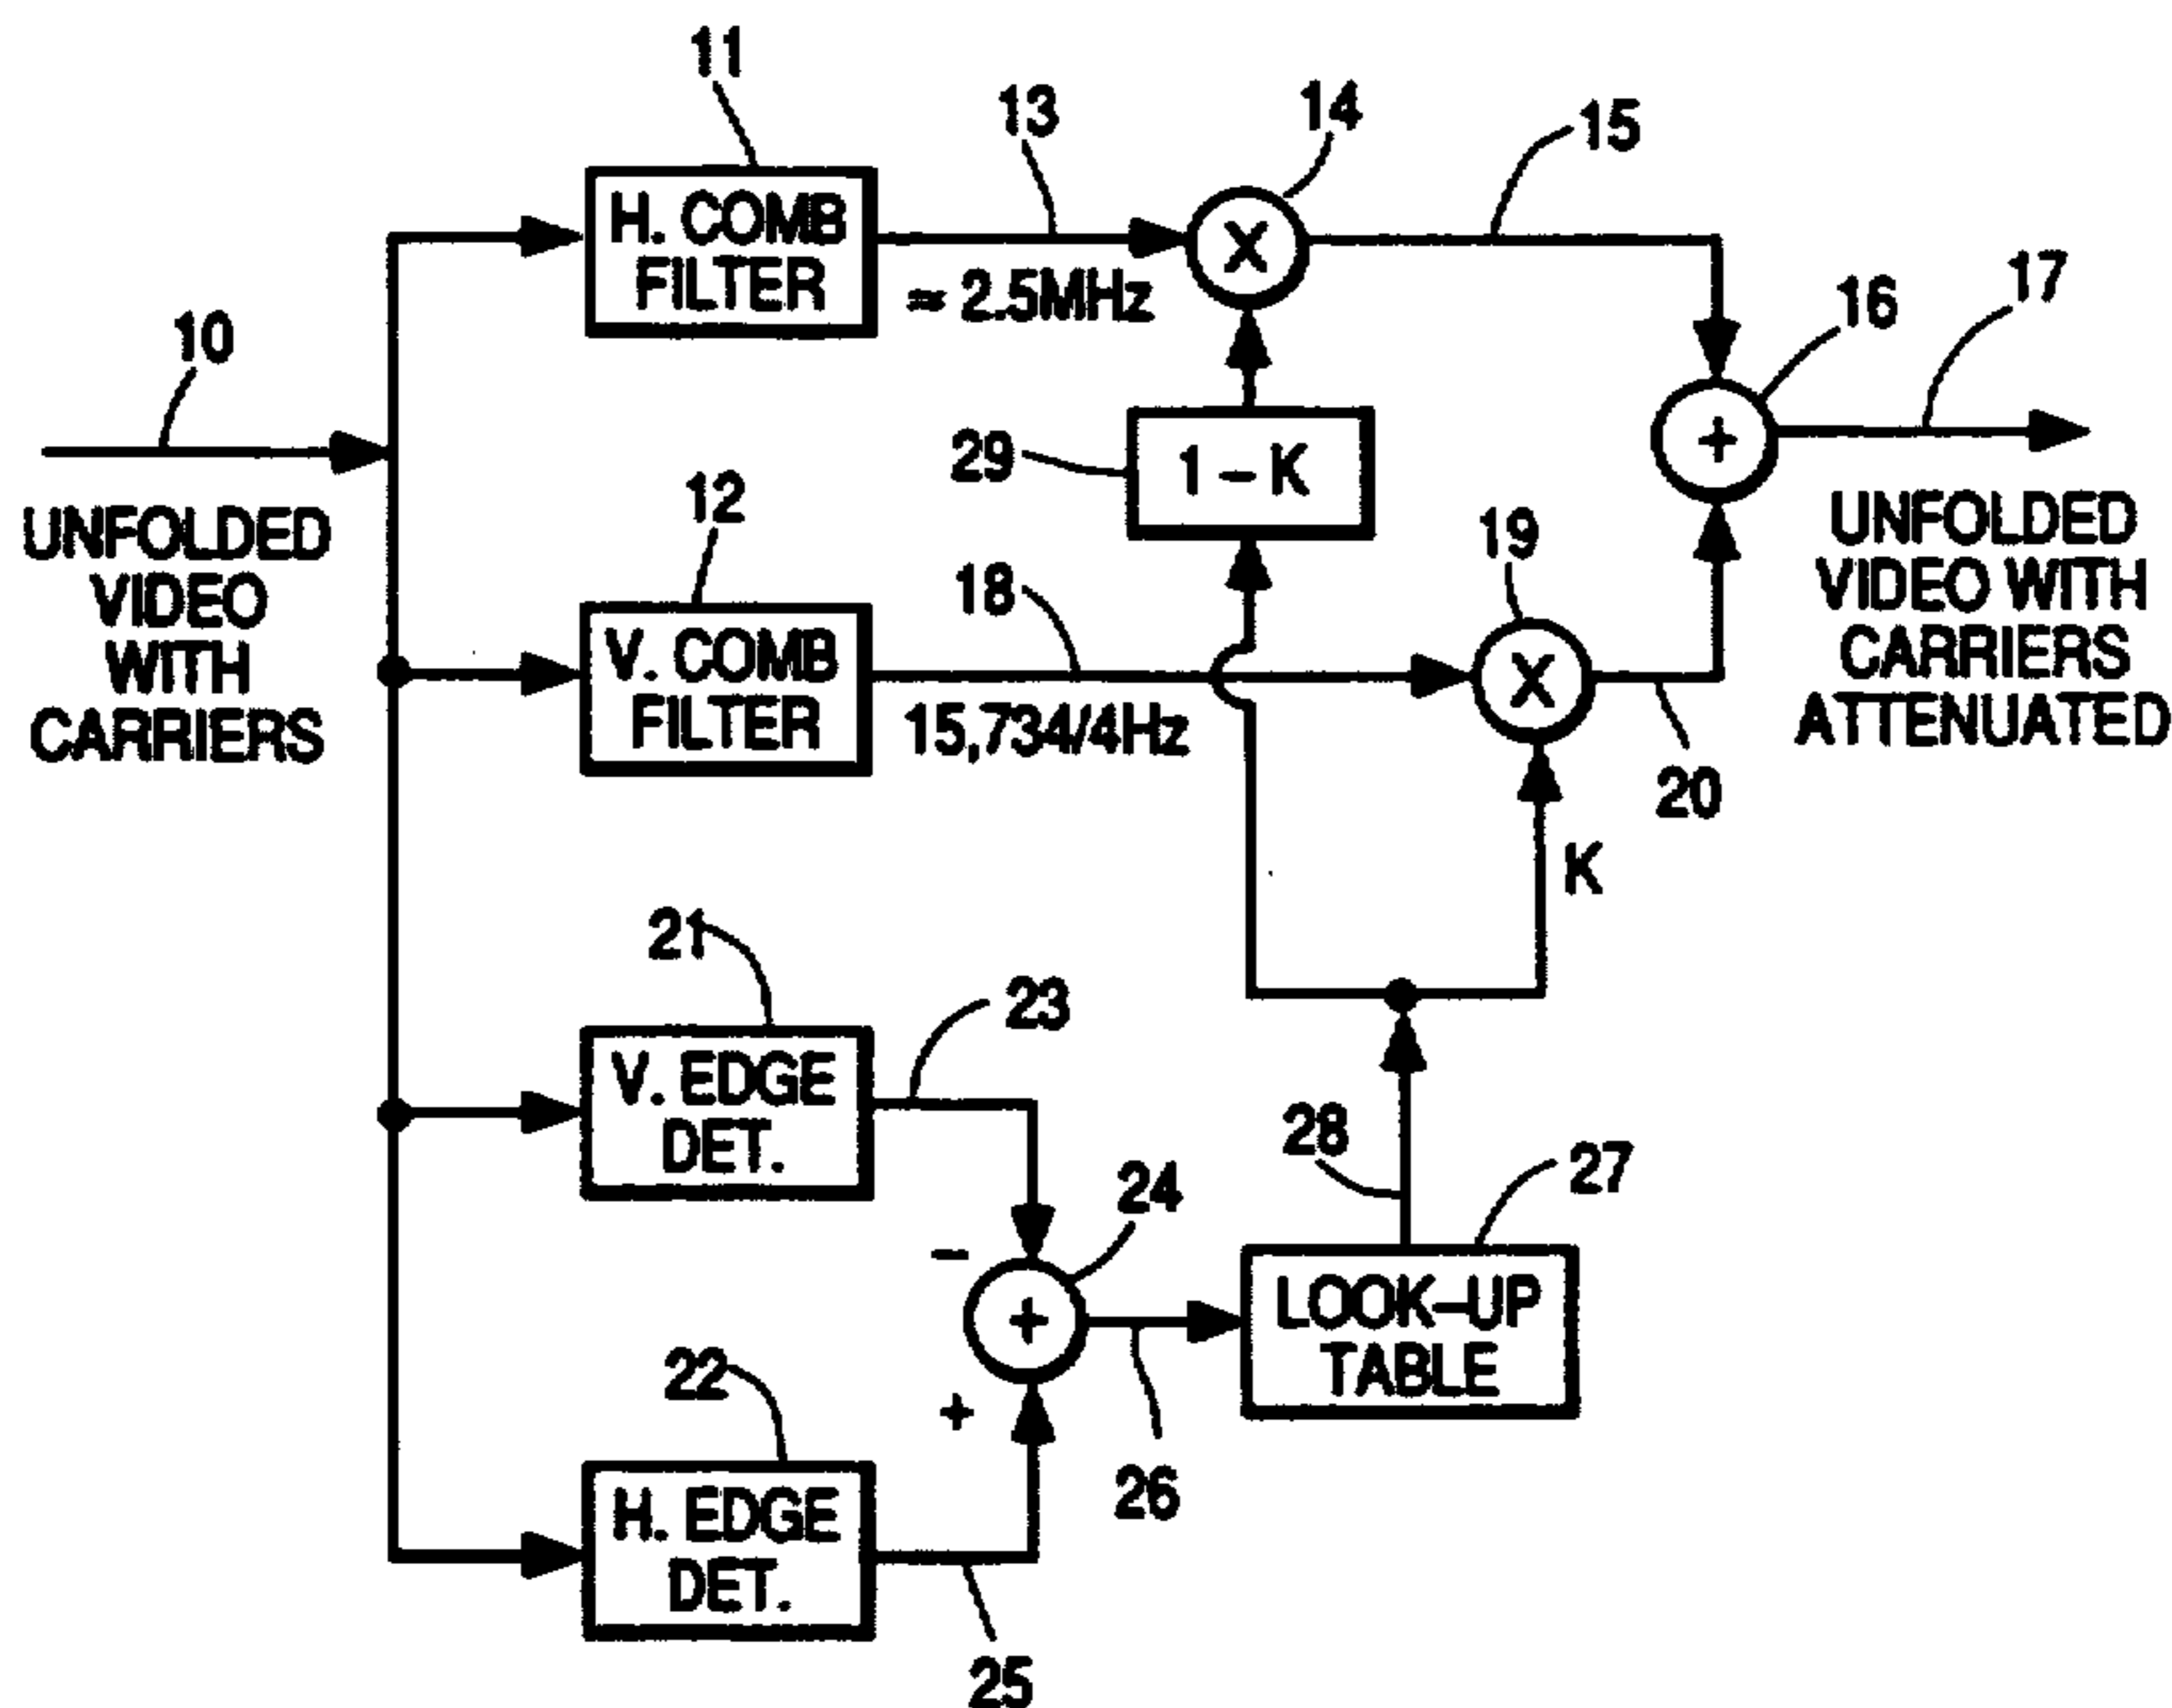 11
13
14
15
H. COMB
FILTER
≈ 2.5MHz
10
16
17
29
1 – K
UNFOLDED
VIDEO
WITH
CARRIERS
12
18
19
V. COMB
FILTER
15,734/4Hz
UNFOLDED
VIDEO WITH
CARRIERS
ATTENUATED
20
K
21
23
V. EDGE
DET.
28
27
24
–
+
LOOK–UP
TABLE
22
+
26
H. EDGE
DET.
25
X
X
+